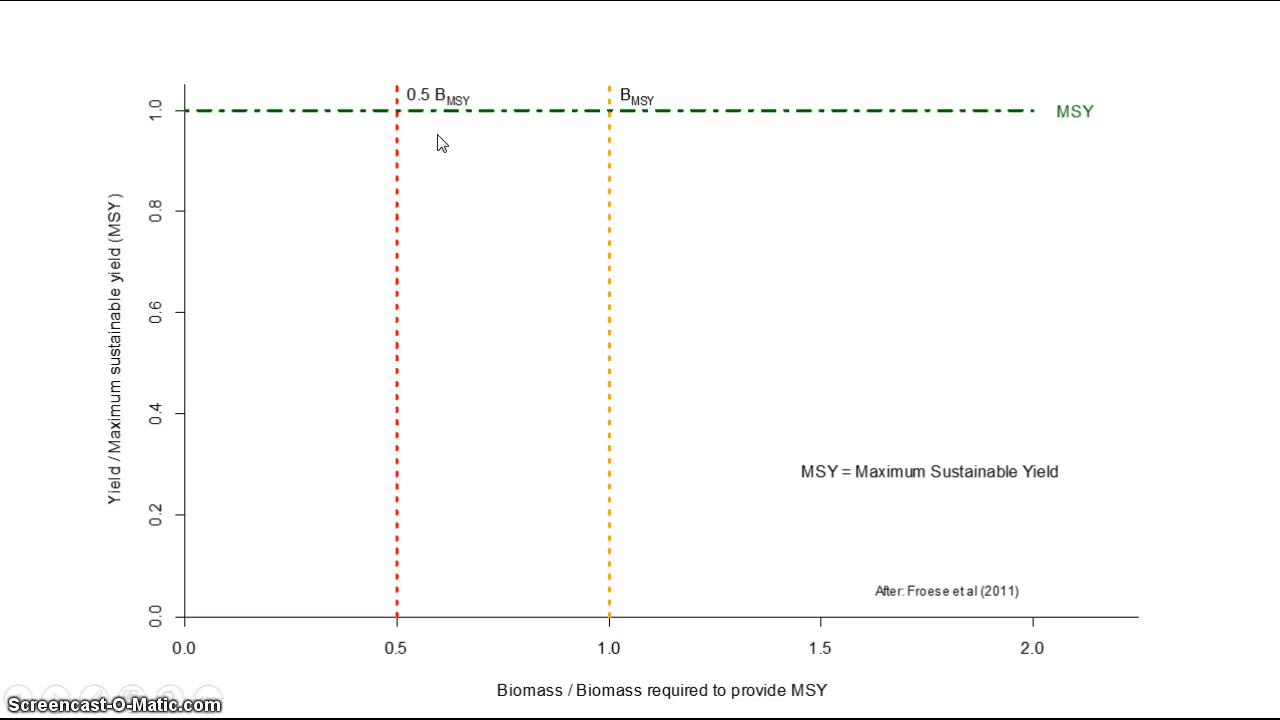 0.5 BMSY
BMSY
MSY
1.0
0.8
0.6
0.4
0.2
0.0
Yield / Maximum sustainable yield (MSY)
MSY = Maximum Sustainable Yield
After: Froese et al (2011)
0.0 0.5 1.0 1.5 2.0
Biomass / Biomass required to provide MSY
Screencast-O-Matic.com